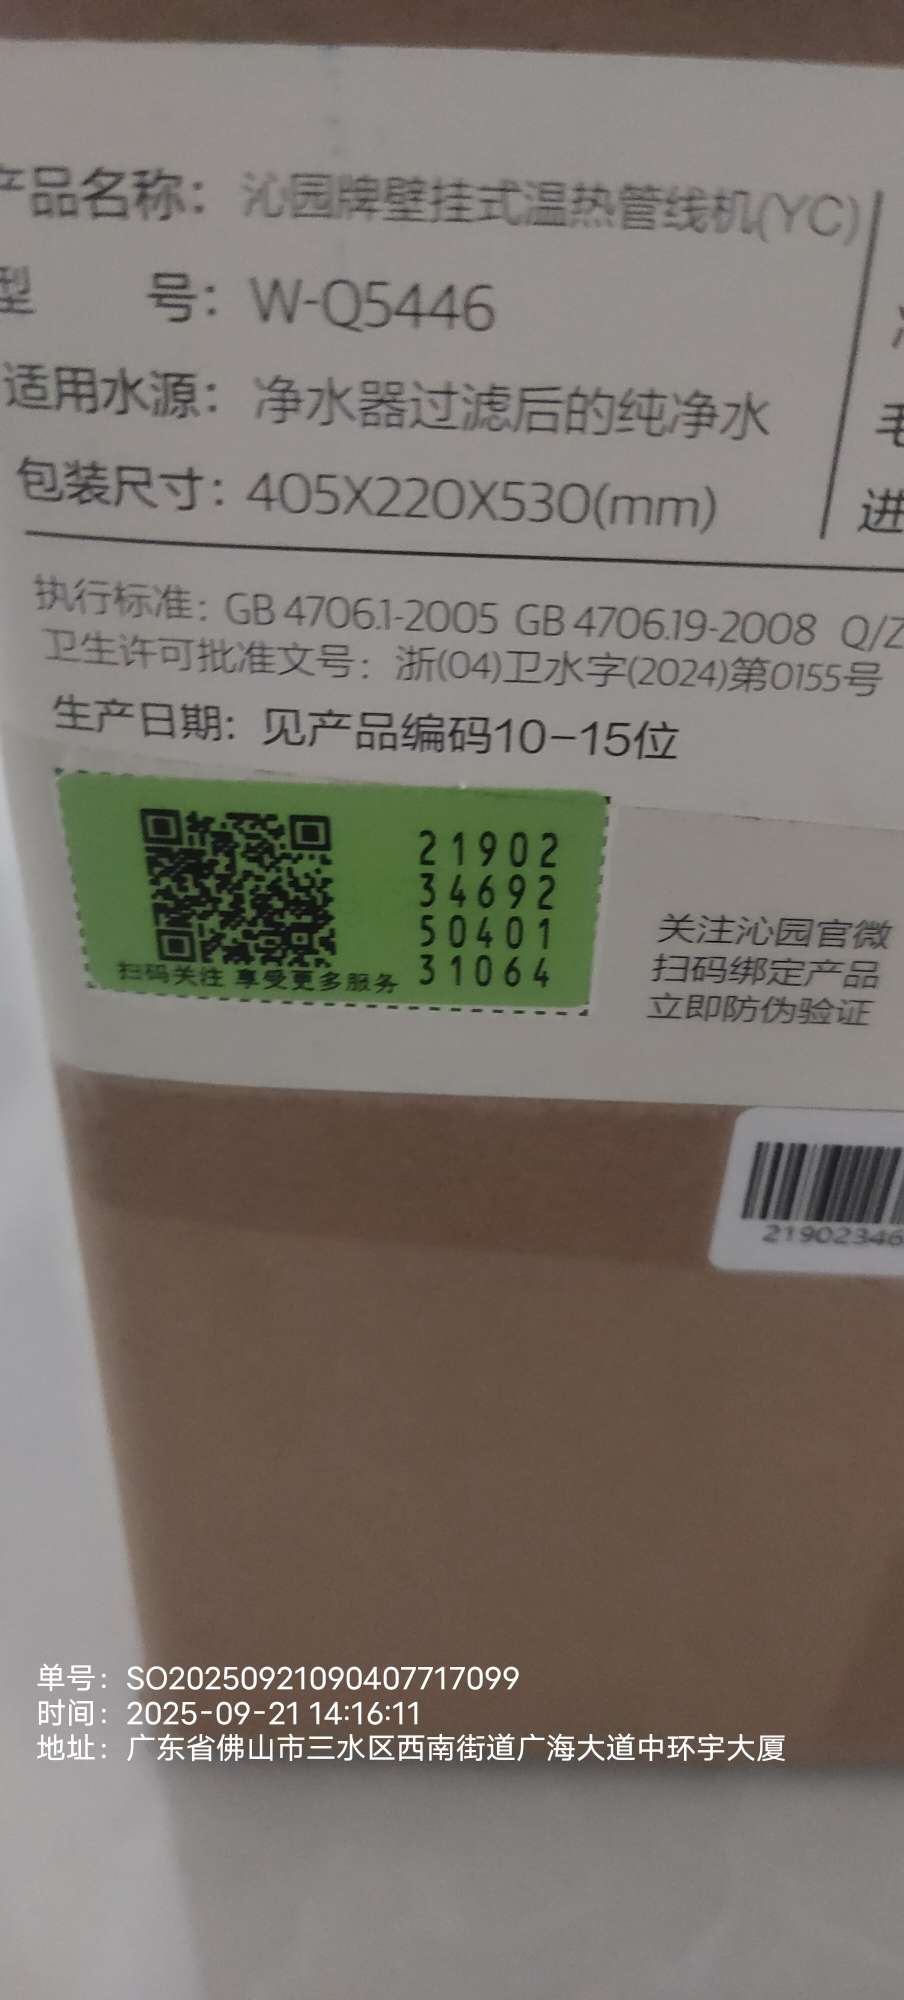 产品名称：沁园牌壁挂式温热管线机(YC)
型 号：W-Q5446
适用水源：净水器过滤后的纯净水
毛
包装尺寸：405X220X530(mm)
进
执行标准：GB 4706.1-2005 GB 4706.19-2008 Q/Z
卫生许可批准文号：浙(04)卫水字(2024)第0155号
生产日期：见产品编码10-15位
21902
34692
50401
31064
扫码关注 享受更多服务
关注沁园官微
扫码绑定产品
立即防伪验证
21902346
单号：SO20250921090407717099
时间：2025-09-21 14:16:11
地址：广东省佛山市三水区西南街道广海大道中环宇大厦